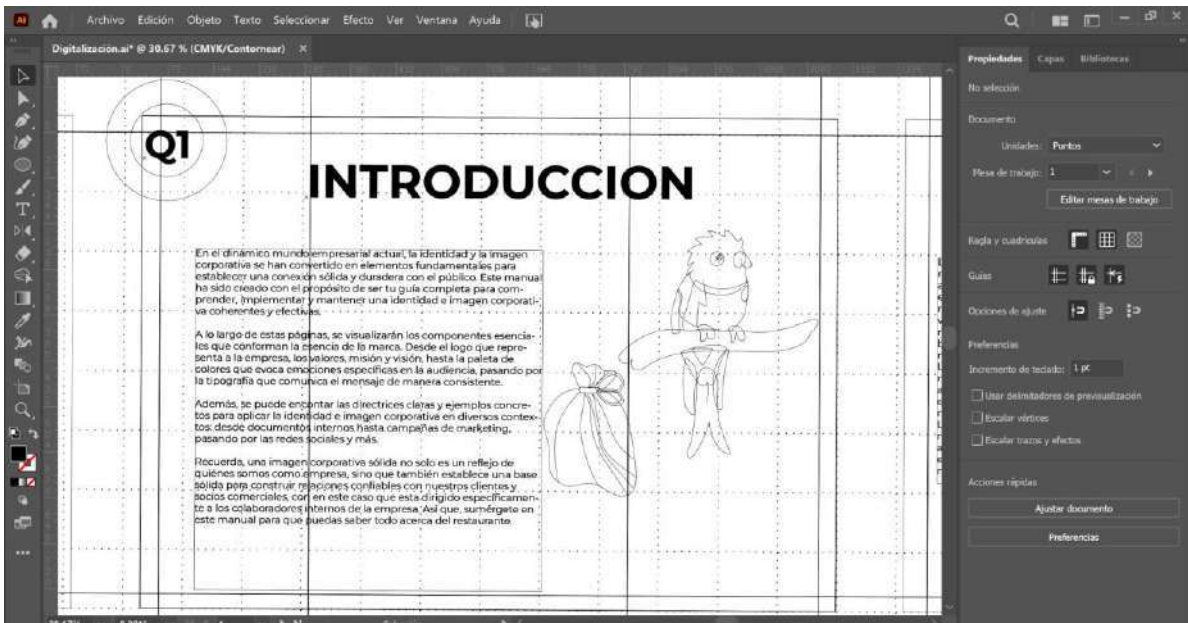 Ai Archivo Edición Objeto Texto Seleccionar Efecto Ver Ventana Ayuda
Digitalización.ai* @ 30.67 % (CMYK/Contornear) ×
Q1
INTRODUCCION
En el dinámico mundo empresarial actual, la identidad y la imagen
corporativa se han convertido en elementos fundamentales para
establecer una conexión sólida y duradera con el público. Este manual
ha sido creado con el propósito de ser tu guía completa para com-
prender, implementar y mantener una identidad e imagen corporati-
va coherentes y efectivas.
A lo largo de estas páginas, se visualizarán los componentes esencia-
les que conforman la esencia de la marca. Desde el logo que repre-
senta a la empresa, los valores, misión y visión, hasta la paleta de
colores que evoca emociones específicas en la audiencia, pasando por
la tipografía que comunica el mensaje de manera consistente.
Además, se puede encontar las directrices claras y ejemplos concre-
tos para aplicar la identidad e imagen corporativa en diversos contex-
tos: desde documentos internos hasta campañas de marketing,
pasando por las redes sociales y más.
Recuerda, una imagen corporativa sólida no solo es un reflejo de
quiénes somos como empresa, sino que también establece una base
sólida para construir relaciones confiables con nuestros clientes y
socios comerciales, con en este caso que esta dirigido específicamen-
te a los colaboradores internos de la empresa. Así que, sumérgete en
este manual para que puedas saber todo acerca del restaurante
Propiedades Capas Bibliotecas
No selección
Documento
Unidades: Puntos
Mesa de trabajo: 1
Editar mesas de trabajo
Regla y cuadrículas
Guías
Opciones de ajuste
Preferencias
Incremento de teclado: 1 pt
Usar delimitadores de previsualización
Escalar vértices
Escalar trazos y efectos
Acciones rápidas
Ajustar documento
Preferencias